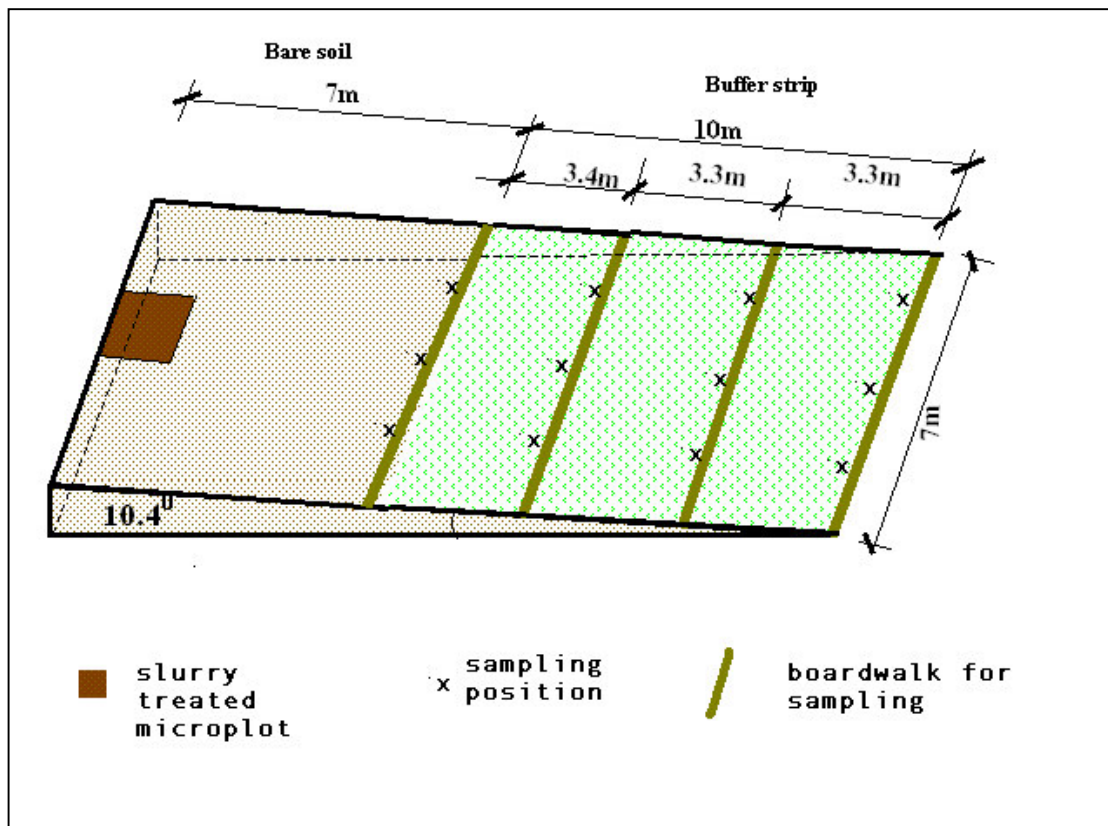 Bare soil
7m
Buffer strip
10m
3.4m
3.3m
3.3m
x
x
x
x
x
x
x
x
x
x
x
x
7m
10.4⁰
slurry
treated
microplot
x
sampling
position
boardwalk for
sampling